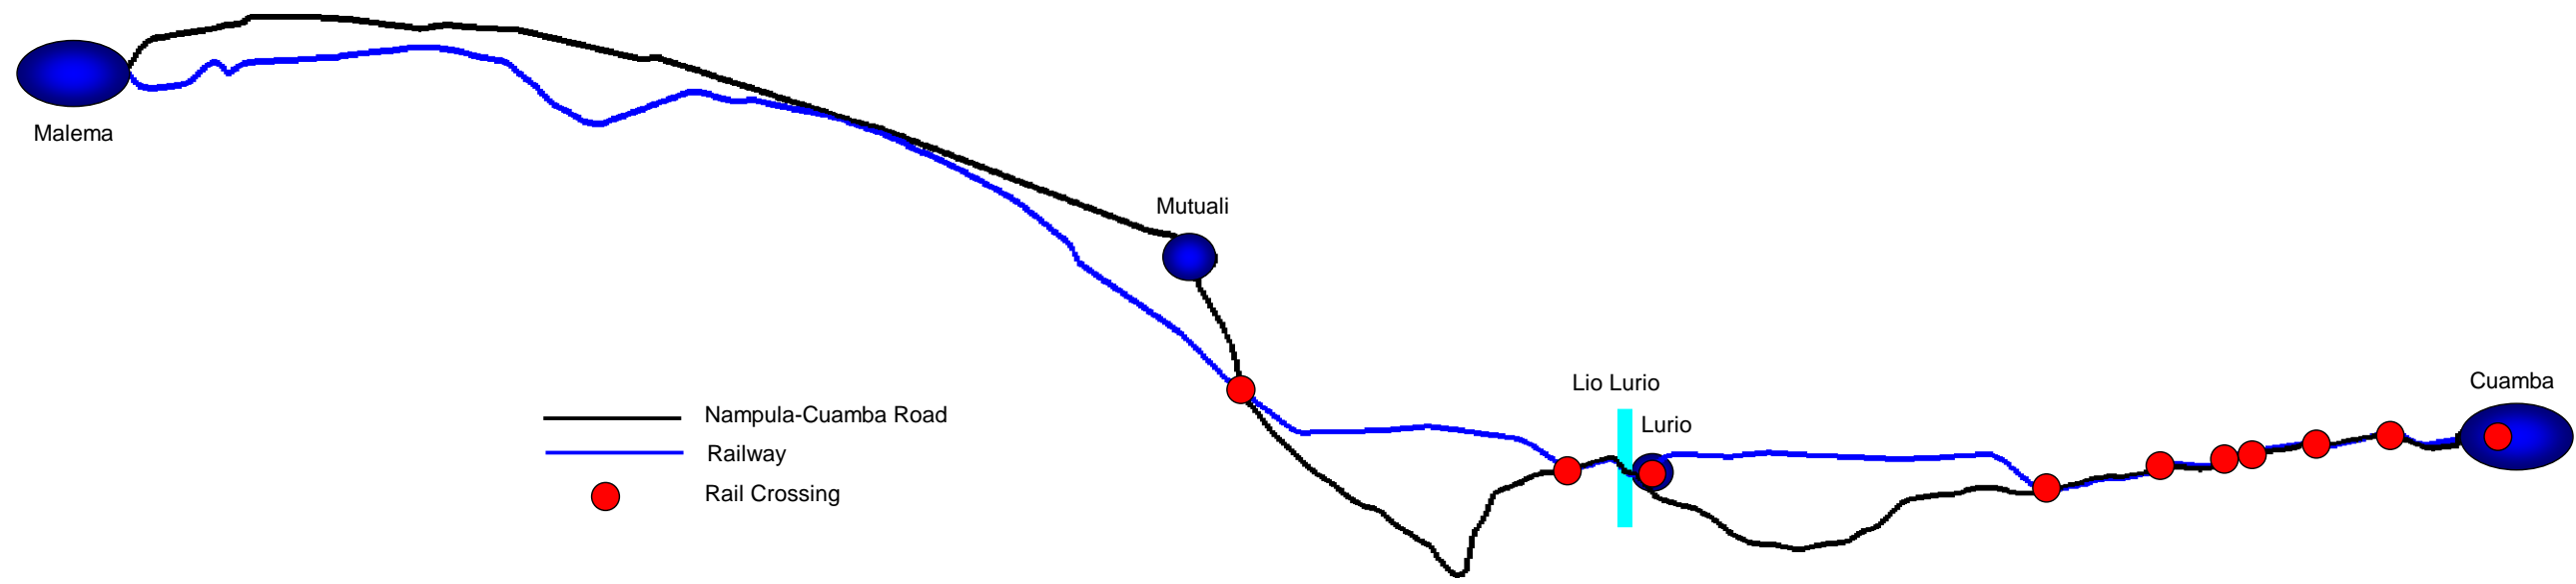 Malema
Mutuali
Lio Lurio
Cuamba
Lurio
Nampula-Cuamba Road
Railway
Rail Crossing